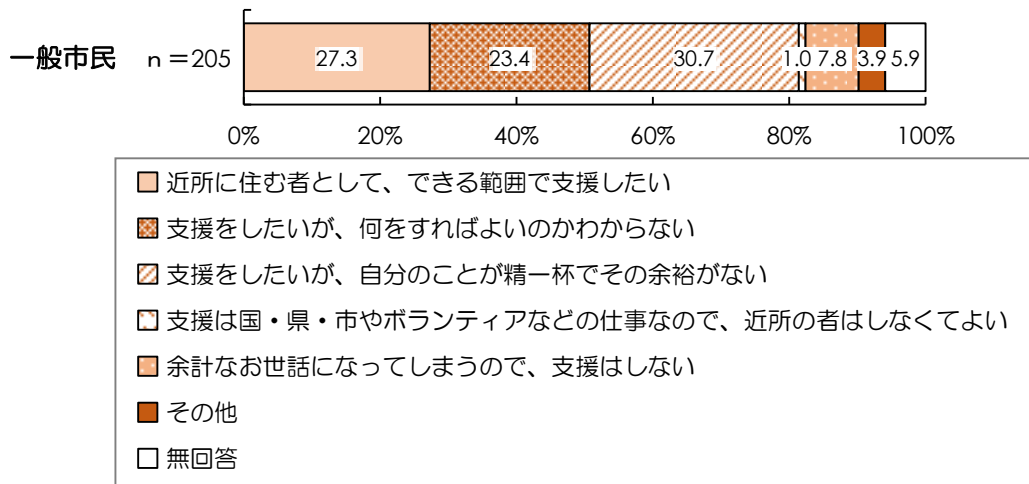 一般市民 n＝205 27.3 23.4 30.7 1.0 7.8 3.9 5.9
0% 20% 40% 60% 80% 100%
近所に住む者として、できる範囲で支援したい
支援をしたいが、何をすればよいのかわからない
支援をしたいが、自分のことが精一杯でその余裕がない
支援は国・県・市やボランティアなどの仕事なので、近所の者はしなくてよい
余計なお世話になってしまうので、支援はしない
その他
無回答